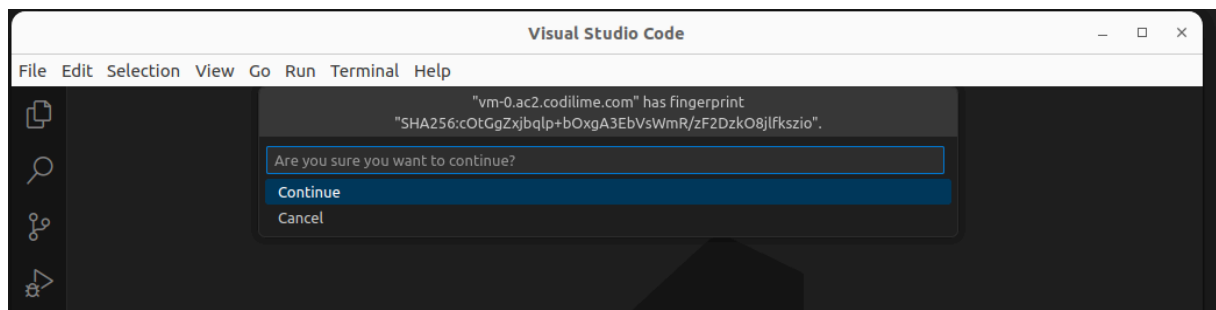 Visual Studio Code
File Edit Selection View Go Run Terminal Help
"vm-0.ac2.codilime.com" has fingerprint
"SHA256:cOtGgZxjbqlp+bOxgA3EbVsWmR/zF2DzkO8jlfkszio".
Are you sure you want to continue?
Continue
Cancel